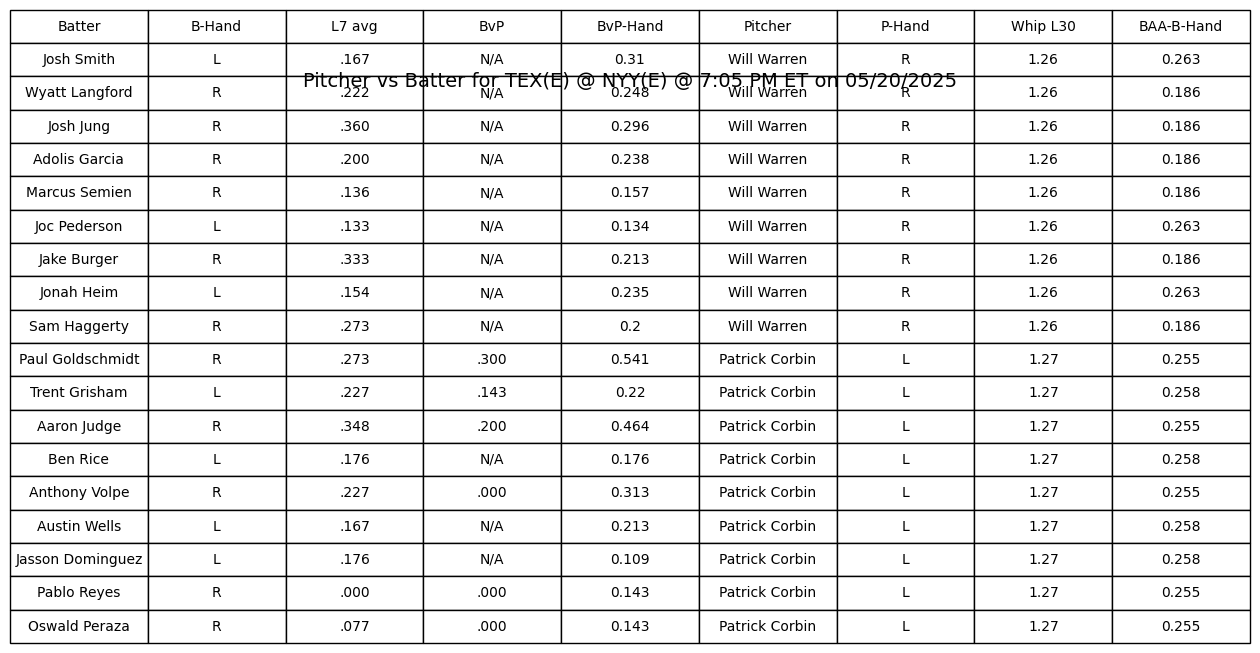 Batter B-Hand L7 avg BvP BvP-Hand Pitcher P-Hand Whip L30 BAA-B-Hand
Josh Smith L .167 N/A 0.31 Will Warren R 1.26 0.263
Pitcher vs Batter for TEX(E) @ NYY(E) @ 7:05 PM ET on 05/20/2025
Wyatt Langford R .222 N/A 0.248 Will Warren R 1.26 0.186
Josh Jung R .360 N/A 0.296 Will Warren R 1.26 0.186
Adolis Garcia R .200 N/A 0.238 Will Warren R 1.26 0.186
Marcus Semien R .136 N/A 0.157 Will Warren R 1.26 0.186
Joc Pederson L .133 N/A 0.134 Will Warren R 1.26 0.263
Jake Burger R .333 N/A 0.213 Will Warren R 1.26 0.186
Jonah Heim L .154 N/A 0.235 Will Warren R 1.26 0.263
Sam Haggerty R .273 N/A 0.2 Will Warren R 1.26 0.186
Paul Goldschmidt R .273 .300 0.541 Patrick Corbin L 1.27 0.255
Trent Grisham L .227 .143 0.22 Patrick Corbin L 1.27 0.258
Aaron Judge R .348 .200 0.464 Patrick Corbin L 1.27 0.255
Ben Rice L .176 N/A 0.176 Patrick Corbin L 1.27 0.258
Anthony Volpe R .227 .000 0.313 Patrick Corbin L 1.27 0.255
Austin Wells L .167 N/A 0.213 Patrick Corbin L 1.27 0.258
Jasson Dominguez L .176 N/A 0.109 Patrick Corbin L 1.27 0.258
Pablo Reyes R .000 .000 0.143 Patrick Corbin L 1.27 0.255
Oswald Peraza R .077 .000 0.143 Patrick Corbin L 1.27 0.255